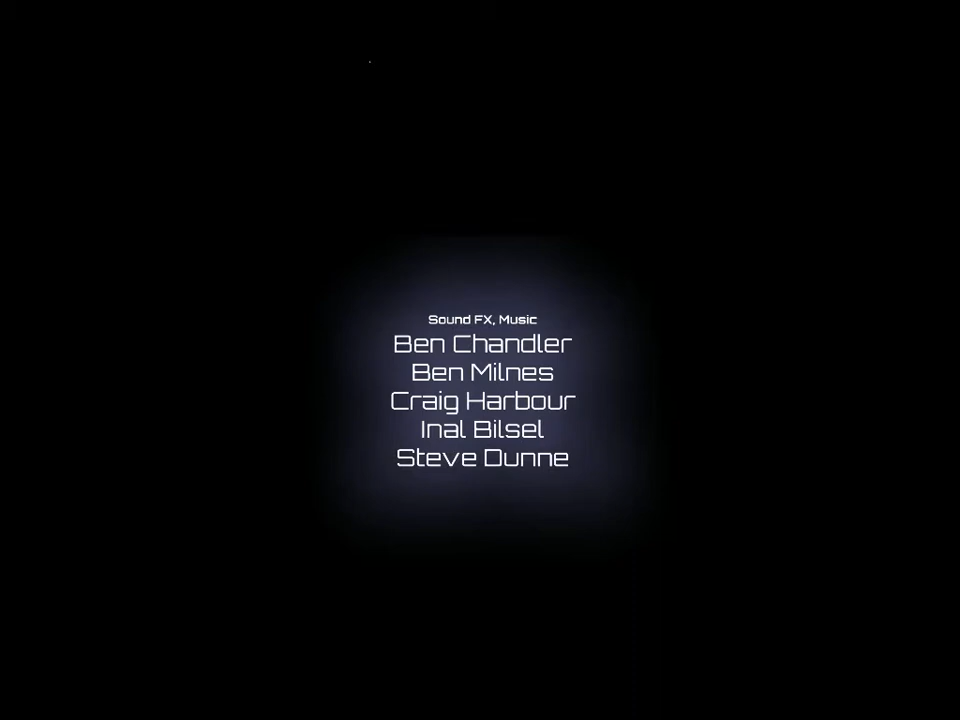 Sound FX, Music
Ben Chandler
Ben Milnes
Craig Harbour
Inal Bilsel
Steve Dunne